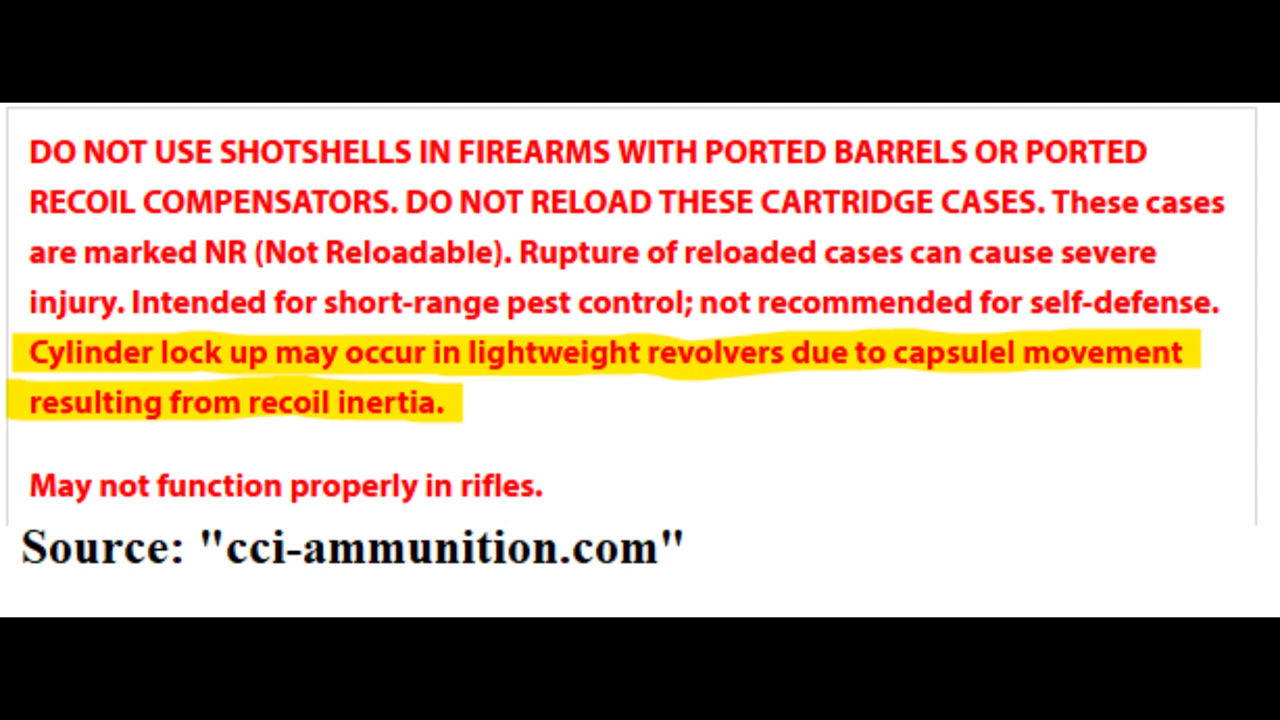 DO NOT USE SHOTSHELLS IN FIREARMS WITH PORTED BARRELS OR PORTED
RECOIL COMPENSATORS. DO NOT RELOAD THESE CARTRIDGE CASES. These cases
are marked NR (Not Reloadable). Rupture of reloaded cases can cause severe
injury. Intended for short-range pest control; not recommended for self-defense.
Cylinder lock up may occur in lightweight revolvers due to capsulel movement
resulting from recoil inertia.
May not function properly in rifles.
Source: "cci-ammunition.com"